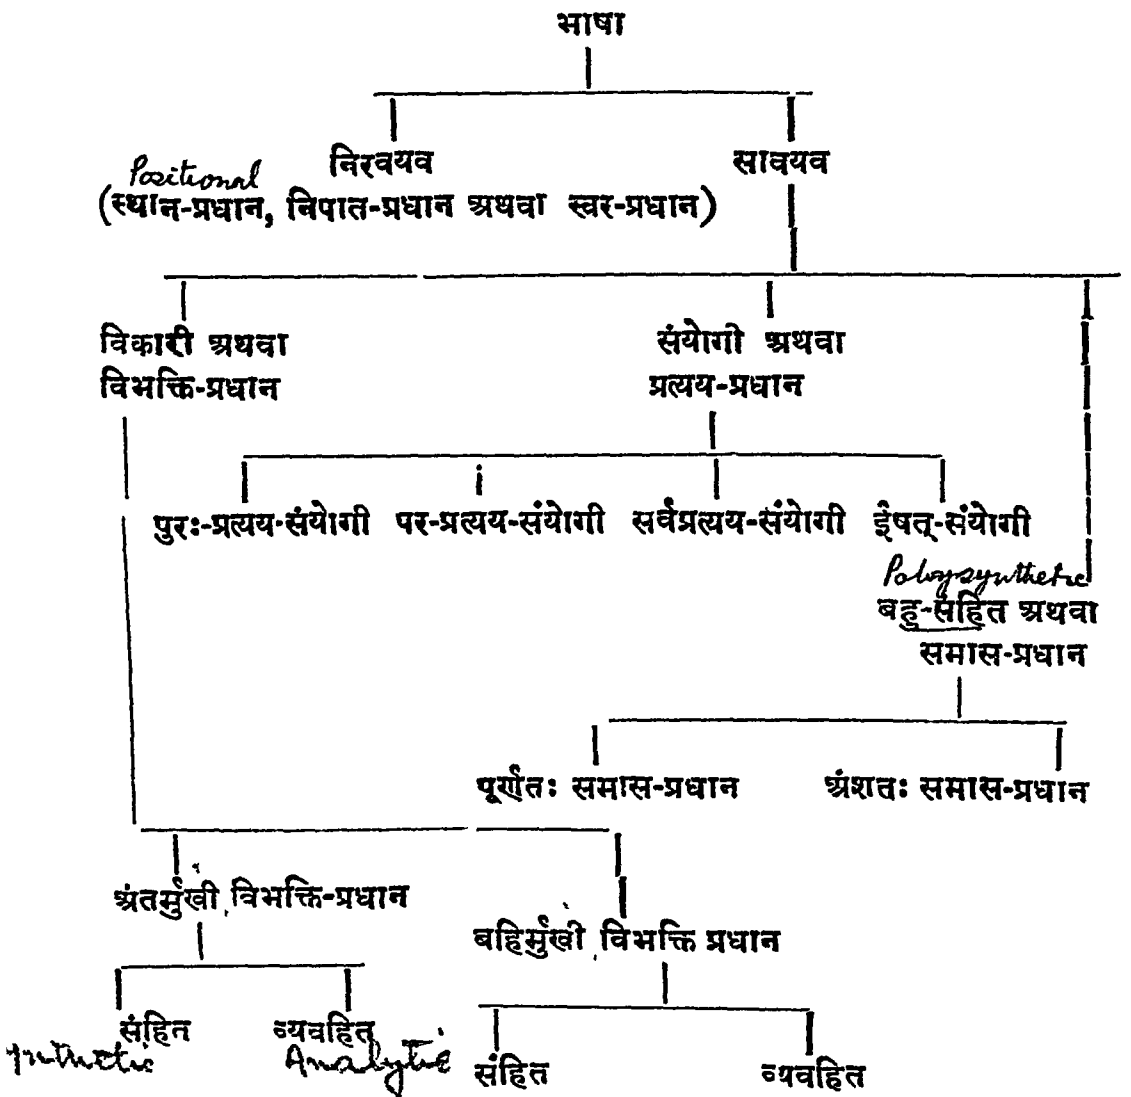 भाषा
Positional
निरवयव सावयव
(स्थान-प्रधान, निपात-प्रधान अथवा स्वर-प्रधान)
विकारी अथवा संयोगी अथवा
विभक्ति-प्रधान प्रत्यय-प्रधान
पुरः-प्रत्यय-संयोगी पर-प्रत्यय-संयोगी सर्वप्रत्यय-संयोगी ईषत्-संयोगी
Polysynthetic
बहु-संहित अथवा
समास-प्रधान
पूर्णतः समास-प्रधान अंशतः समास-प्रधान
अंतर्मुखी विभक्ति-प्रधान
बहिर्मुखी विभक्ति प्रधान
संहित व्यवहित
ynthetic Analytic
संहित व्यवहित